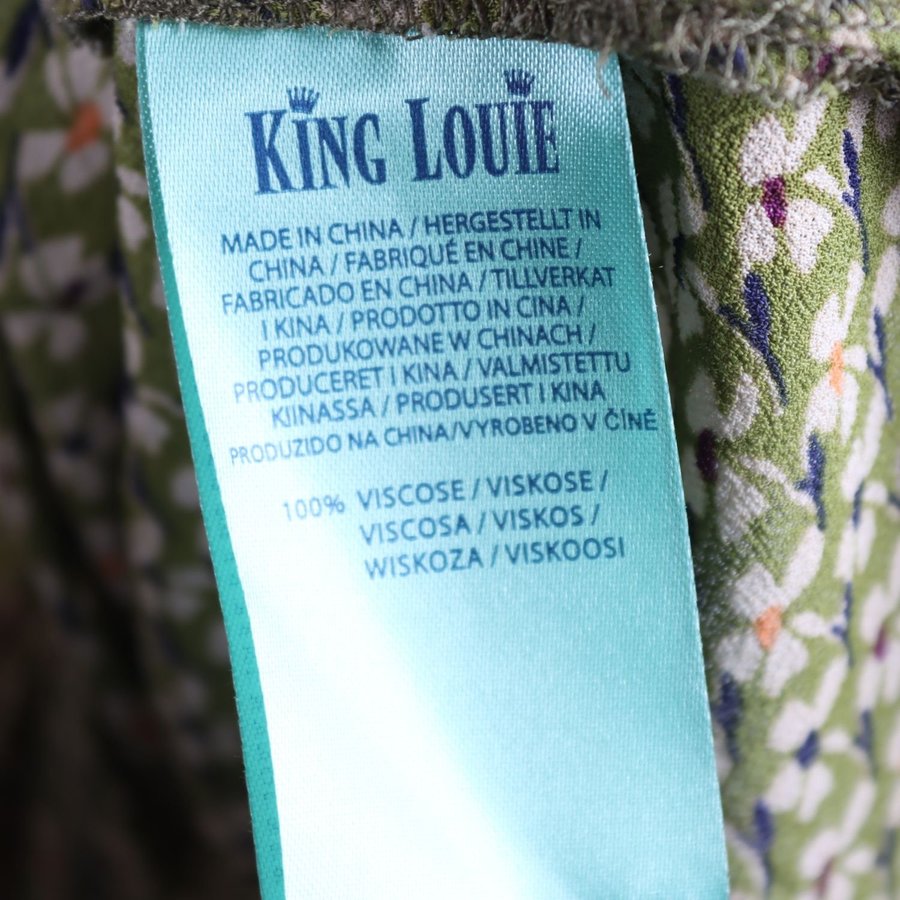 KING LOUIE
MADE IN CHINA / HERGESTELLT IN
CHINA / FABRIQUÉ EN CHINE /
FABRICADO EN CHINA / TILLVERKAT
I KINA / PRODOTTO IN CINA /
PRODUKOWANE W CHINACH /
PRODUCERET I KINA / VALMISTETTU
KIINASSA / PRODUSERT I KINA
PRODUZIDO NA CHINA/VYROBENO V ČÍNĚ
100% VISCOSE / VISKOSE /
VISCOSA / VISKOS /
WISKOZA / VISKOOSI